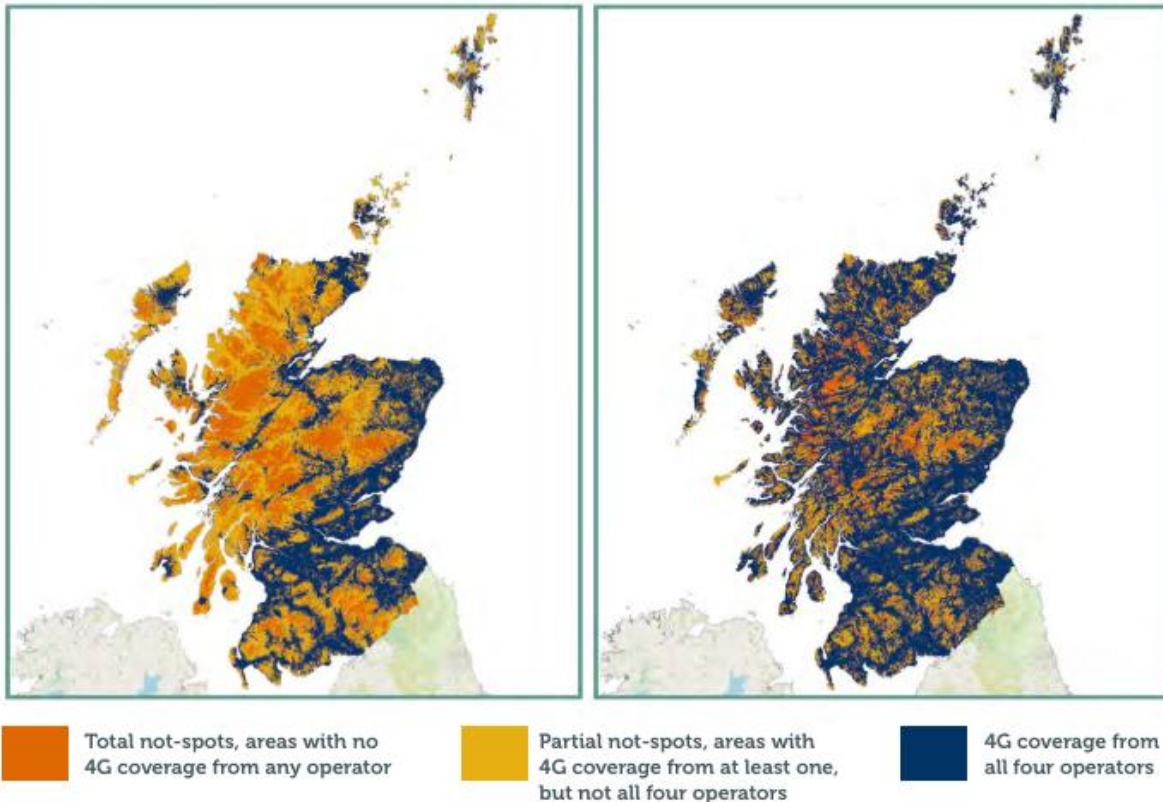 Total not-spots, areas with no
4G coverage from any operator
Partial not-spots, areas with
4G coverage from at least one,
but not all four operators
4G coverage from
all four operators